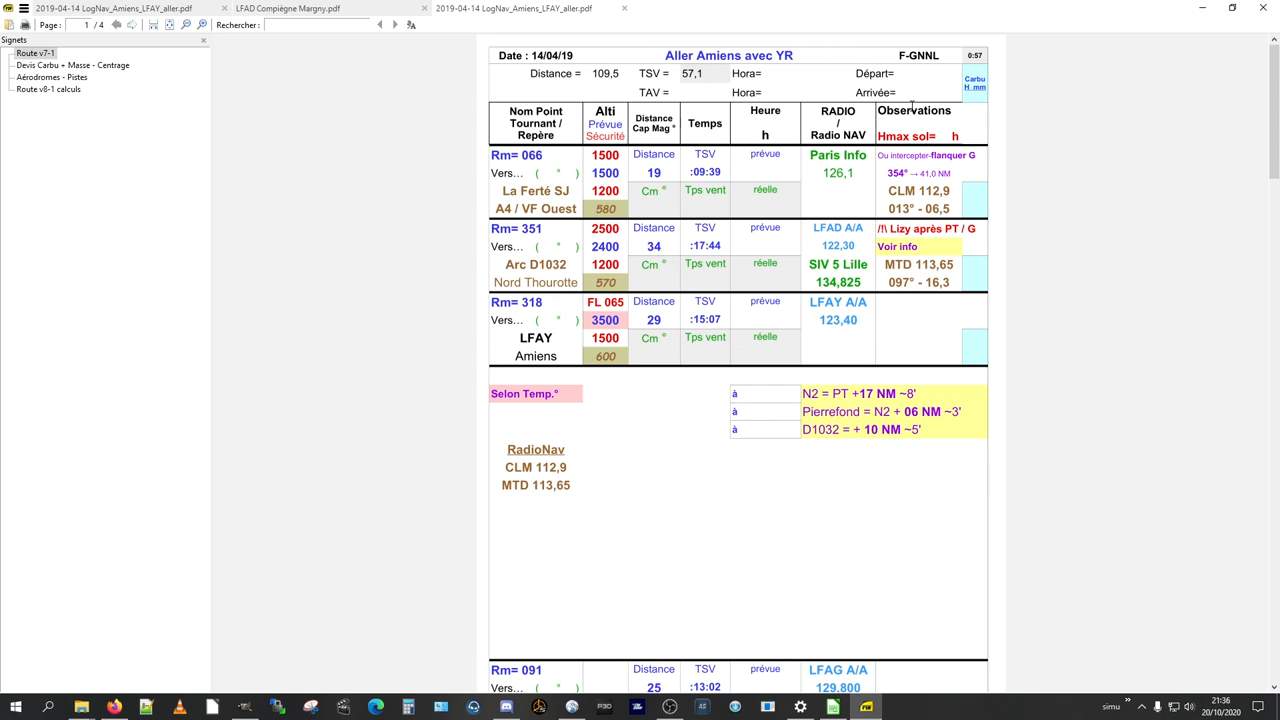 2019-04-14 LogNav_Amiens_LFAY_aller.pdf
LFAD Compiègne Margny.pdf
2019-04-14 LogNav_Amiens_LFAY_aller.pdf
Page : 1 / 4 Rechercher :
Signets
Route v7-1
Devis Carbu + Masse - Centrage
Aérodromes - Pistes
Route v8-1 calculs
Date : 14/04/19 Aller Amiens avec YR F-GNNL 0:57
Distance = 109,5 TSV = 57,1 Hora= Départ= Carbu
TAV = Hora= Arrivée= H mm
Nom Point Tournant / Repère
Alti Prévue Sécurité
Distance Cap Mag °
Temps
Heure h
RADIO / Radio NAV
Observations
Hmax sol= h
Rm= 066 1500 Distance TSV prévue Paris Info Ou intercepter-flanquer G
Vers… ( ° ) 1500 19 :09:39 126,1 354° → 41,0 NM
La Ferté SJ 1200 Cm ° Tps vent réelle CLM 112,9
A4 / VF Ouest 580 013° - 06,5
Rm= 351 2500 Distance TSV prévue LFAD A/A /!\ Lizy après PT / G
Vers… ( ° ) 2400 34 :17:44 122,30 Voir info
Arc D1032 1200 Cm ° Tps vent réelle SIV 5 Lille MTD 113,65
Nord Thourotte 570 134,825 097° - 16,3
Rm= 318 FL 065 Distance TSV prévue LFAY A/A
Vers… ( ° ) 3500 29 :15:07 123,40
LFAY 1500 Cm ° Tps vent réelle
Amiens 600
Selon Temp.° à N2 = PT +17 NM ~8'
à Pierrefond = N2 + 06 NM ~3'
à D1032 = + 10 NM ~5'
RadioNav
CLM 112,9
MTD 113,65
Rm= 091 Distance TSV prévue LFAG A/A
Vers… ( ° ) 25 :13:02 129.800
simu
21:36
20/10/2020